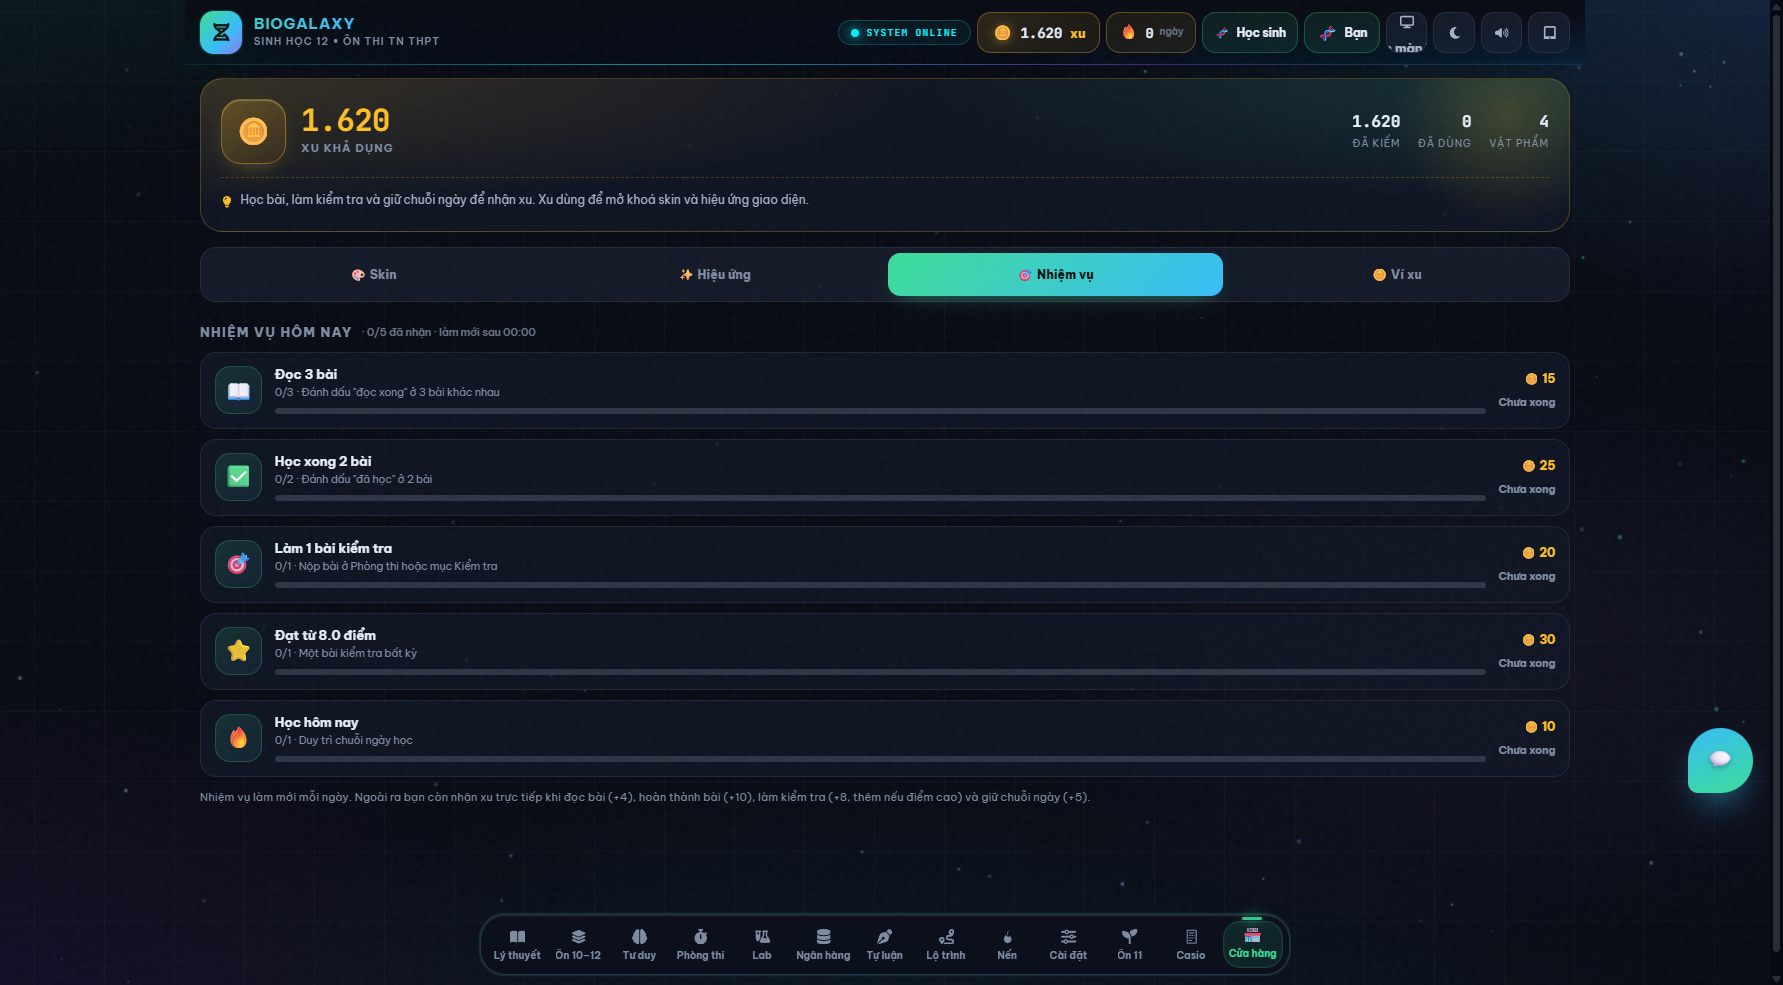 BIOGALAXY
SINH HỌC 12 • ÔN THI TN THPT
SYSTEM ONLINE
1.620 xu
0 ngày
Học sinh
Bạn
màn
1.620
XU KHẢ DỤNG
1.620
ĐÃ KIẾM
0
ĐÃ DÙNG
4
VẬT PHẨM
Học bài, làm kiểm tra và giữ chuỗi ngày để nhận xu. Xu dùng để mở khoá skin và hiệu ứng giao diện.
Skin
Hiệu ứng
Nhiệm vụ
Ví xu
NHIỆM VỤ HÔM NAY · 0/5 đã nhận · làm mới sau 00:00
Đọc 3 bài
0/3 · Đánh dấu "đọc xong" ở 3 bài khác nhau
15
Chưa xong
Học xong 2 bài
0/2 · Đánh dấu "đã học" ở 2 bài
25
Chưa xong
Làm 1 bài kiểm tra
0/1 · Nộp bài ở Phòng thi hoặc mục Kiểm tra
20
Chưa xong
Đạt từ 8.0 điểm
0/1 · Một bài kiểm tra bất kỳ
30
Chưa xong
Học hôm nay
0/1 · Duy trì chuỗi ngày học
10
Chưa xong
Nhiệm vụ làm mới mỗi ngày. Ngoài ra bạn còn nhận xu trực tiếp khi đọc bài (+4), hoàn thành bài (+10), làm kiểm tra (+8, thêm nếu điểm cao) và giữ chuỗi ngày (+5).
Lý thuyết
Ôn 10–12
Tư duy
Phòng thi
Lab
Ngân hàng
Tự luận
Lộ trình
Nến
Cài đặt
Ôn 11
Casio
Cửa hàng